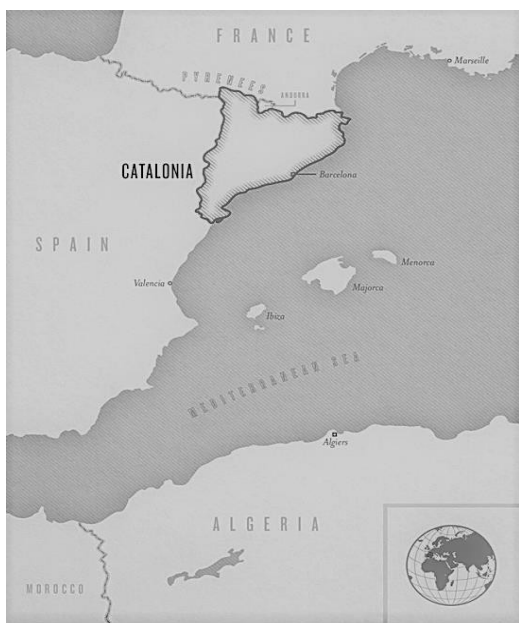 FRANCE
Marseille
PYRENEES
ANDORRA
CATALONIA
Barcelona
SPAIN
Menorca
Valencia
Majorca
Ibiza
MEDITERRANEAN SEA
Algiers
ALGERIA
MOROCCO